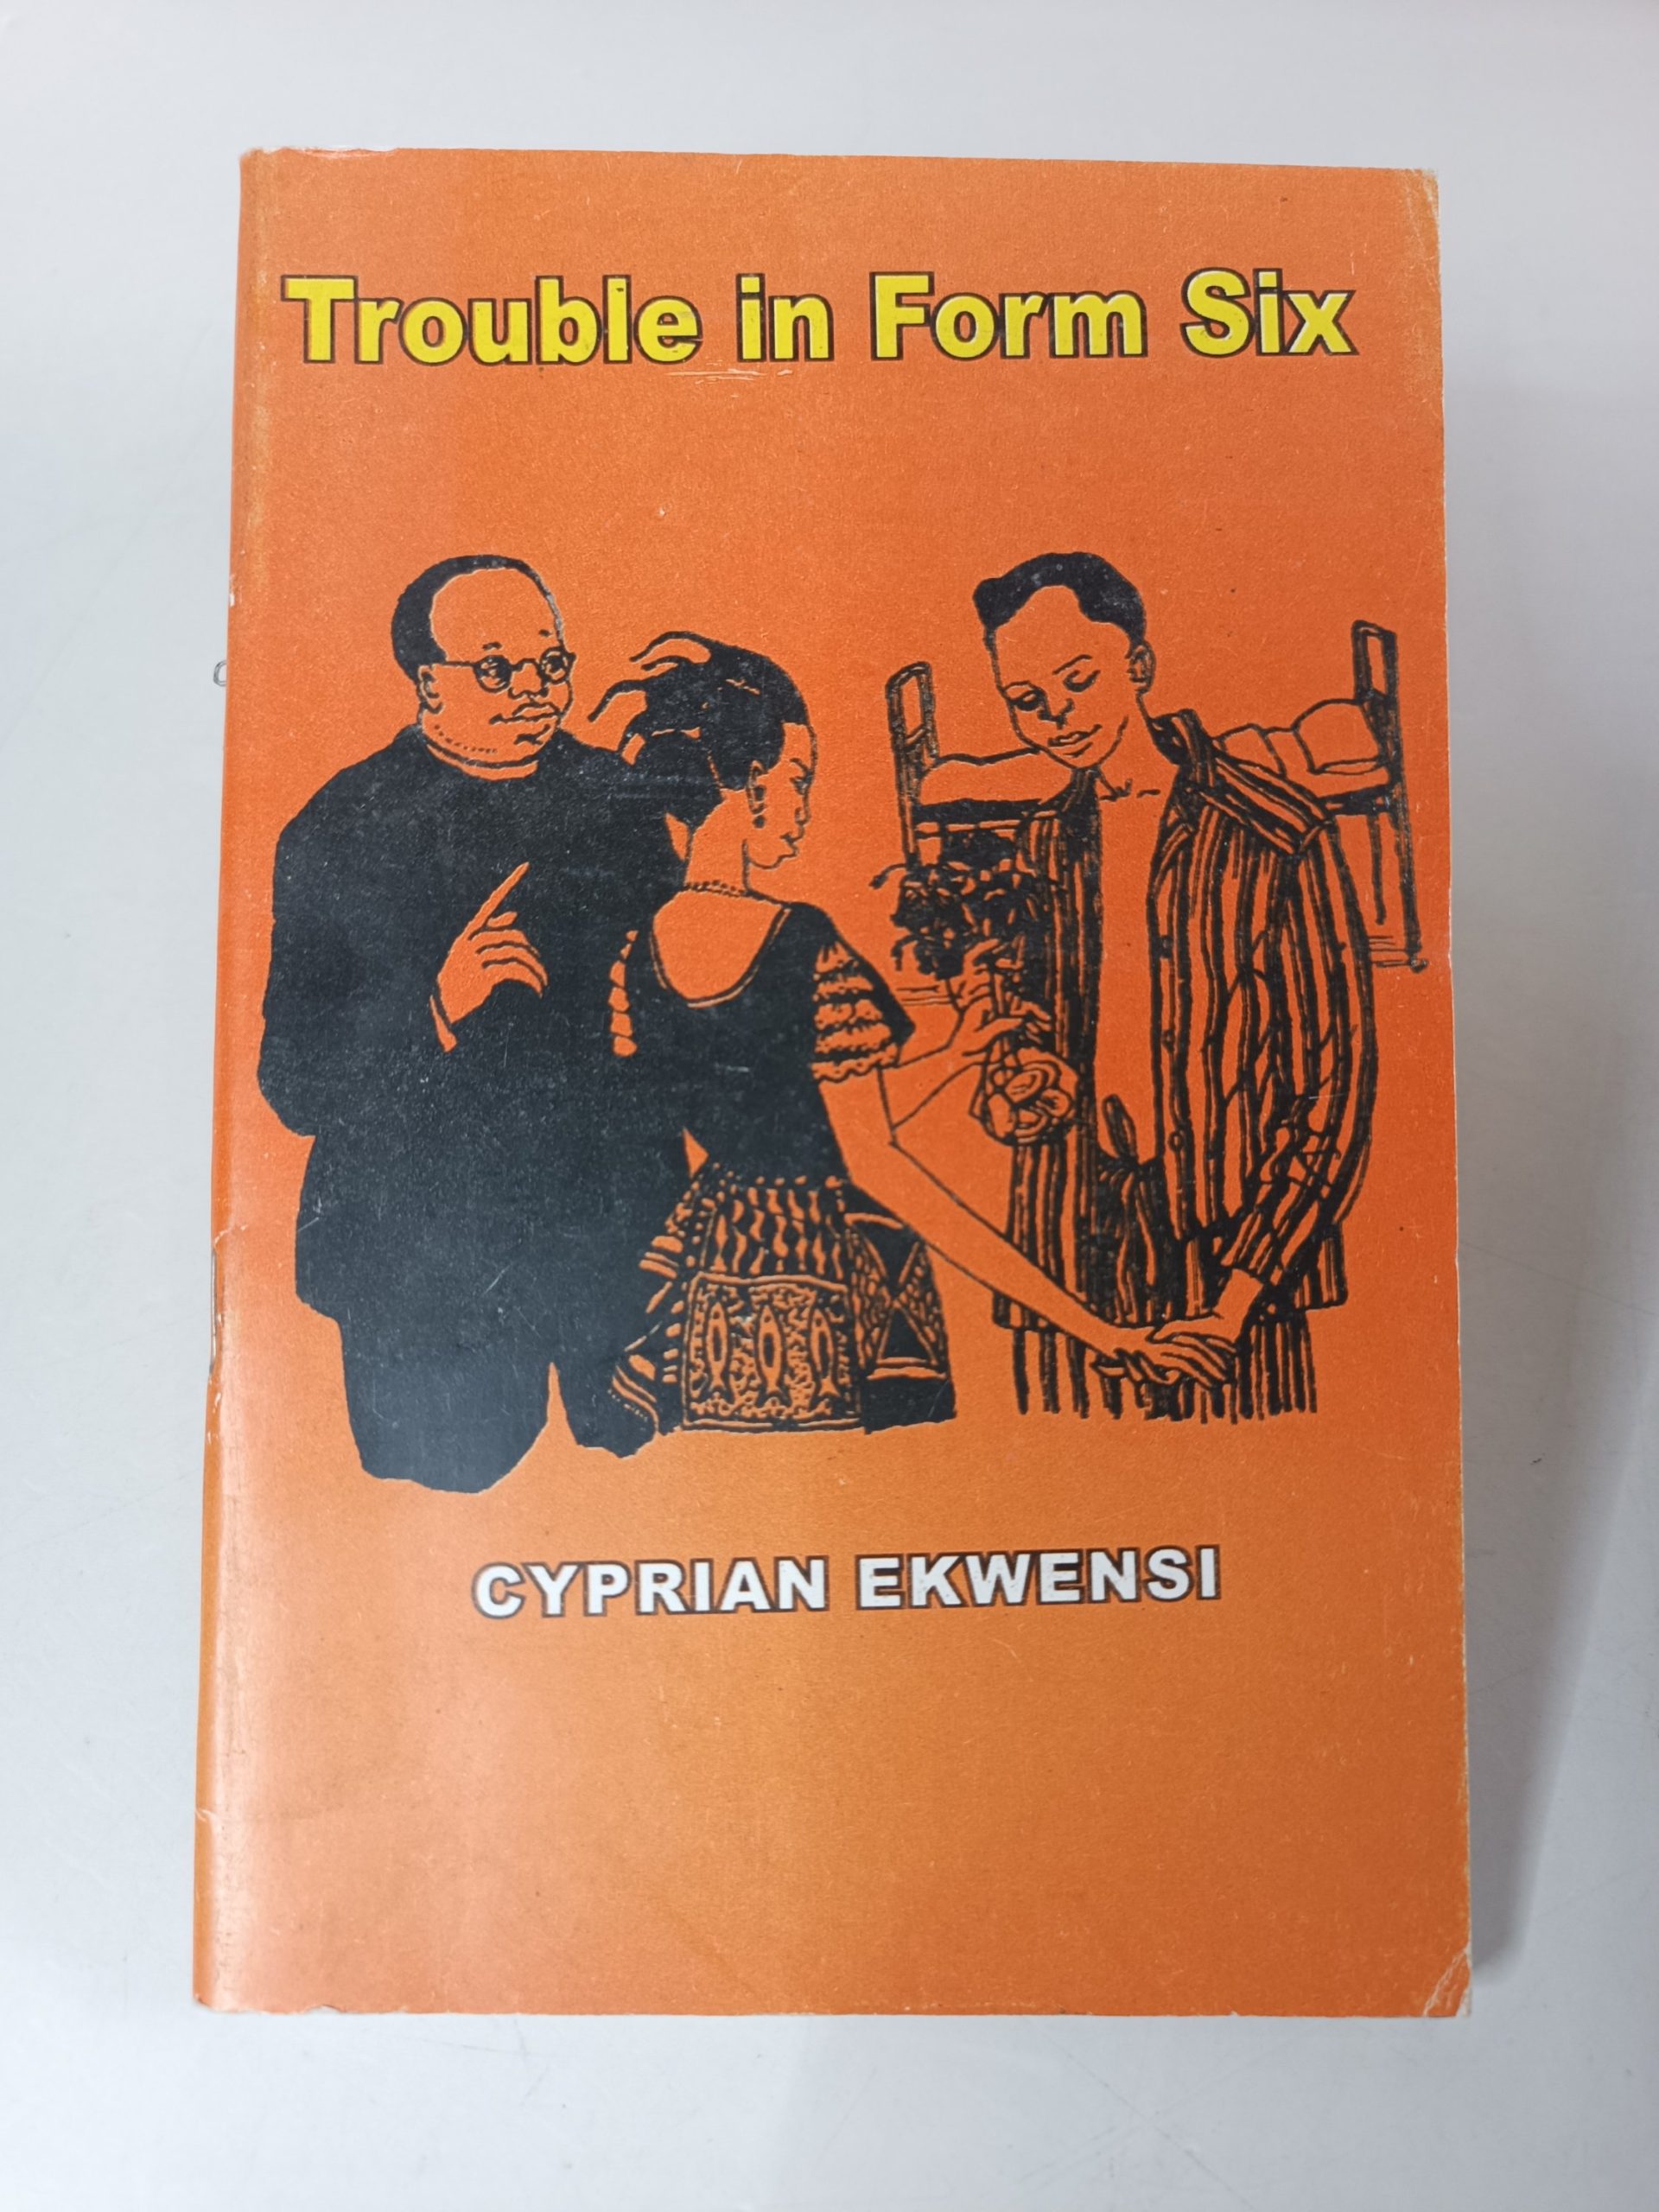 Trouble in Form Six
CYPRIAN EKWENSI